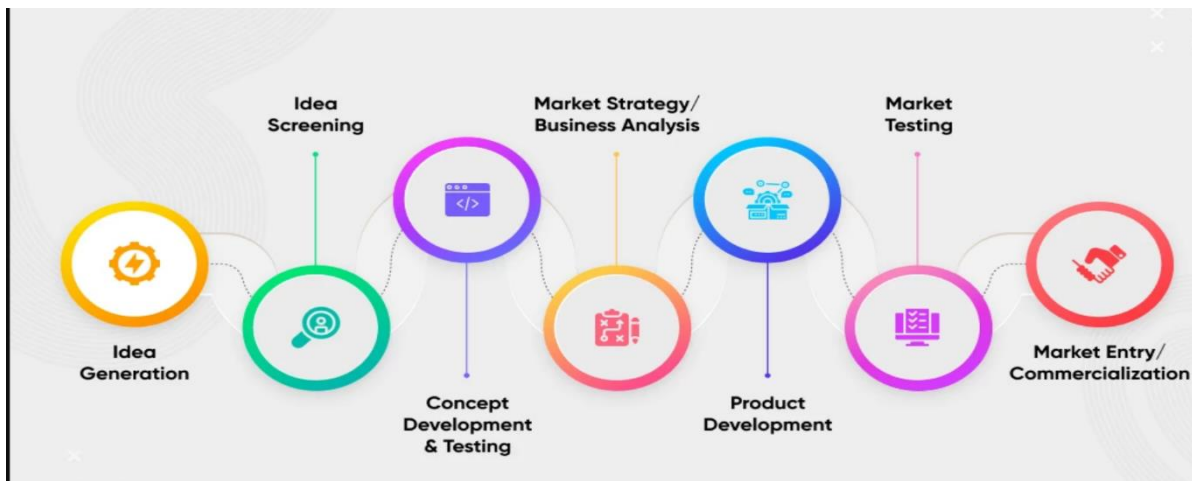 Idea
Generation
Idea
Screening
Concept
Development
& Testing
Market Strategy/
Business Analysis
Product
Development
Market
Testing
Market Entry/
Commercialization